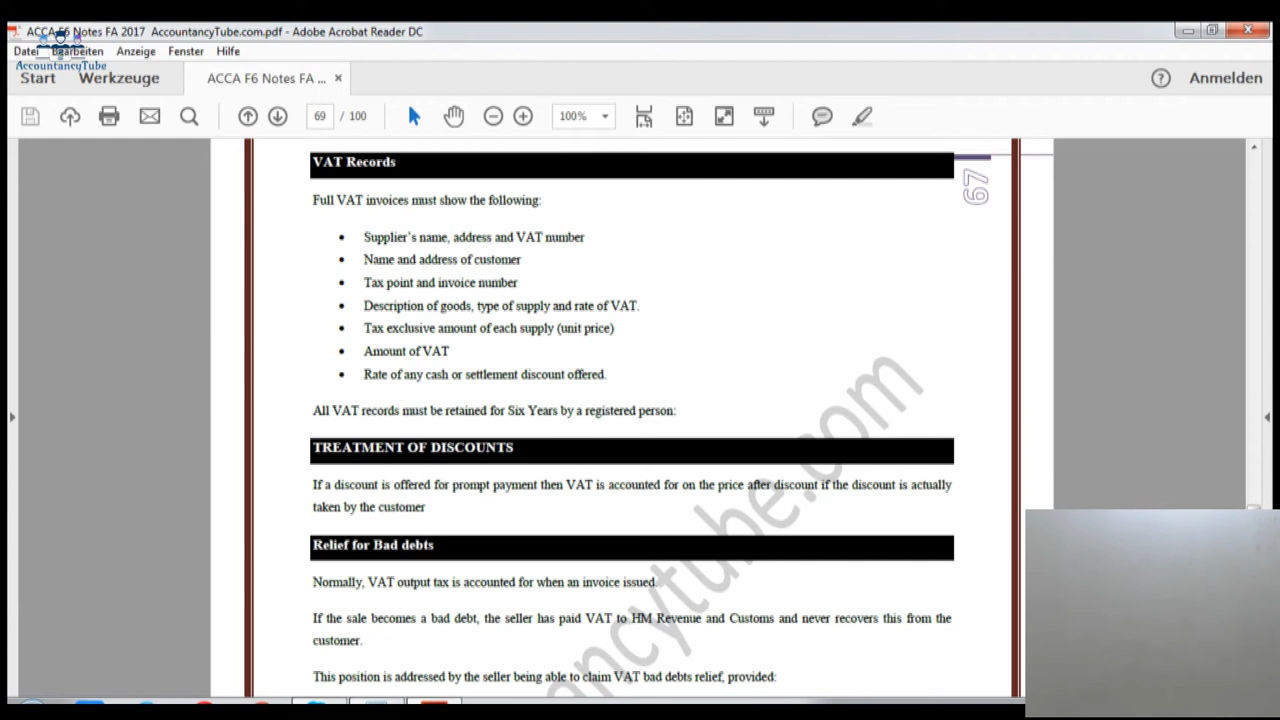 ACCA F6 Notes FA 2017 AccountancyTube.com.pdf - Adobe Acrobat Reader DC
Datei Bearbeiten Anzeige Fenster Hilfe
AccountancyTube
Start Werkzeuge ACCA F6 Notes FA ... × ? Anmelden
69 / 100 100%
VAT Records
67
Full VAT invoices must show the following:
• Supplier's name, address and VAT number
• Name and address of customer
• Tax point and invoice number
• Description of goods, type of supply and rate of VAT.
• Tax exclusive amount of each supply (unit price)
• Amount of VAT
• Rate of any cash or settlement discount offered.
All VAT records must be retained for Six Years by a registered person:
TREATMENT OF DISCOUNTS
If a discount is offered for prompt payment then VAT is accounted for on the price after discount if the discount is actually
taken by the customer
Relief for Bad debts
Normally, VAT output tax is accounted for when an invoice issued.
If the sale becomes a bad debt, the seller has paid VAT to HM Revenue and Customs and never recovers this from the
customer.
This position is addressed by the seller being able to claim VAT bad debts relief, provided:
ancytube.com